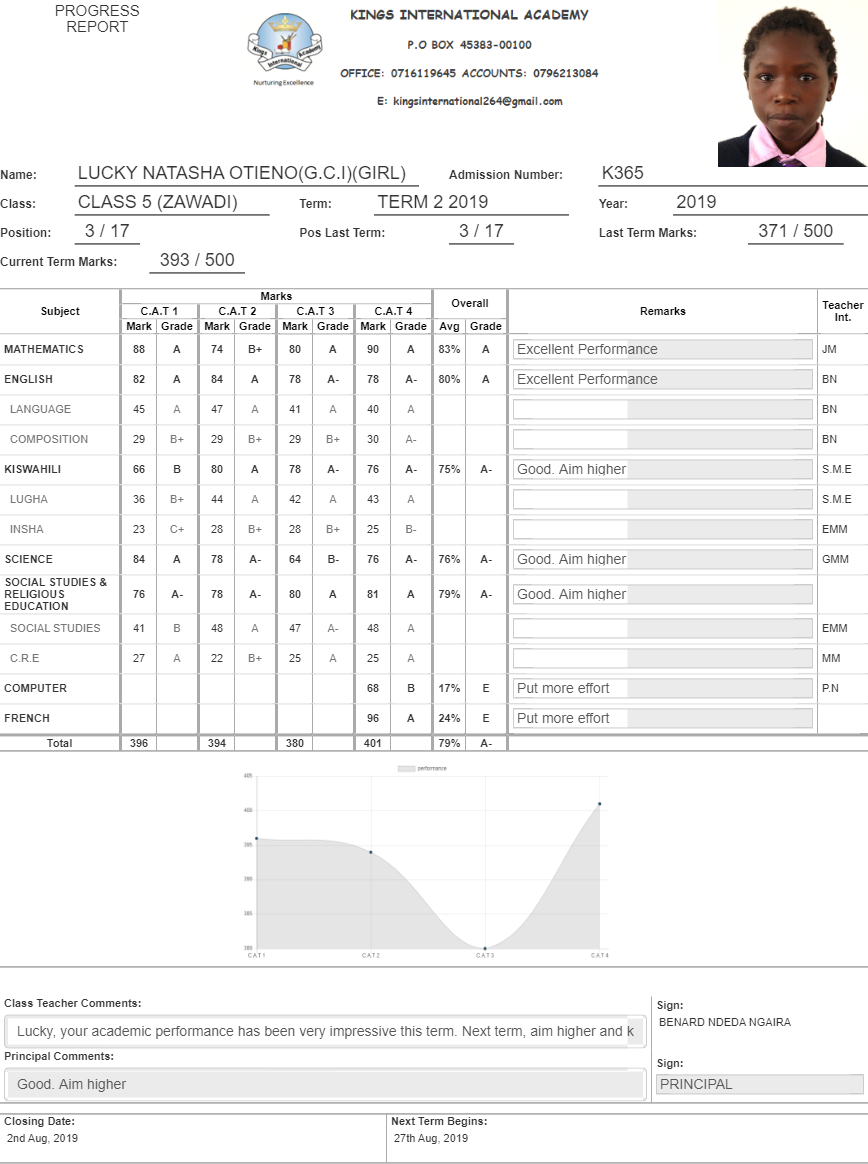 PROGRESS
REPORT
KINGS INTERNATIONAL ACADEMY
P.O BOX 45383-00100
OFFICE: 0716119645 ACCOUNTS: 0796213084
E: kingsinternational264@gmail.com
Kings International Academy
Nurturing Excellence
Name: LUCKY NATASHA OTIENO(G.C.I)(GIRL) Admission Number: K365
Class: CLASS 5 (ZAWADI) Term: TERM 2 2019 Year: 2019
Position: 3 / 17 Pos Last Term: 3 / 17 Last Term Marks: 371 / 500
Current Term Marks: 393 / 500
Subject Marks Overall Remarks Teacher Int.
C.A.T 1 C.A.T 2 C.A.T 3 C.A.T 4
Mark Grade Mark Grade Mark Grade Mark Grade Avg Grade
MATHEMATICS 88 A 74 B+ 80 A 90 A 83% A Excellent Performance JM
ENGLISH 82 A 84 A 78 A- 78 A- 80% A Excellent Performance BN
LANGUAGE 45 A 47 A 41 A 40 A BN
COMPOSITION 29 B+ 29 B+ 29 B+ 30 A- BN
KISWAHILI 66 B 80 A 78 A- 76 A- 75% A- Good. Aim higher S.M.E
LUGHA 36 B+ 44 A 42 A 43 A S.M.E
INSHA 23 C+ 28 B+ 28 B+ 25 B- EMM
SCIENCE 84 A 78 A- 64 B- 76 A- 76% A- Good. Aim higher GMM
SOCIAL STUDIES &
RELIGIOUS
EDUCATION 76 A- 78 A- 80 A 81 A 79% A- Good. Aim higher
SOCIAL STUDIES 41 B 48 A 47 A- 48 A EMM
C.R.E 27 A 22 B+ 25 A 25 A MM
COMPUTER 68 B 17% E Put more effort P.N
FRENCH 96 A 24% E Put more effort
Total 396 394 380 401 79% A-
performance
405
400
395
390
385
380
CAT1 CAT2 CAT3 CAT4
Class Teacher Comments:
Lucky, your academic performance has been very impressive this term. Next term, aim higher and k
Sign:
BENARD NDEDA NGAIRA
Principal Comments:
Good. Aim higher
Sign:
PRINCIPAL
Closing Date:
2nd Aug, 2019
Next Term Begins:
27th Aug, 2019